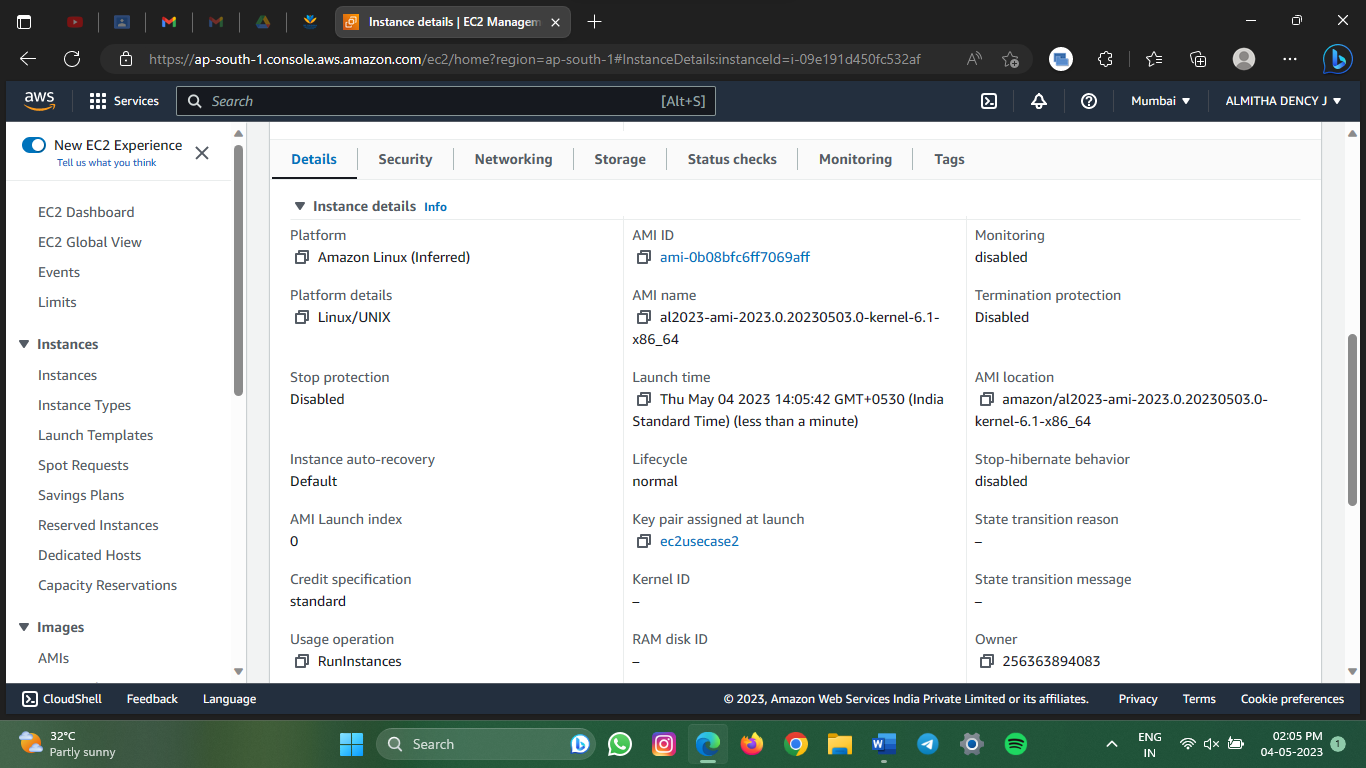 Instance details | EC2 Managem
https://ap-south-1.console.aws.amazon.com/ec2/home?region=ap-south-1#InstanceDetails:instanceId=i-09e191d450fc532af
aws
Services
Search
[Alt+S]
Mumbai
ALMITHA DENCY J
New EC2 Experience
Tell us what you think
EC2 Dashboard
EC2 Global View
Events
Limits
Instances
Instances
Instance Types
Launch Templates
Spot Requests
Savings Plans
Reserved Instances
Dedicated Hosts
Capacity Reservations
Images
AMIs
Details
Security
Networking
Storage
Status checks
Monitoring
Tags
Instance details Info
Platform
Amazon Linux (Inferred)
AMI ID
ami-0b08bfc6ff7069aff
Monitoring
disabled
Platform details
Linux/UNIX
AMI name
al2023-ami-2023.0.20230503.0-kernel-6.1-
x86_64
Termination protection
Disabled
Stop protection
Disabled
Launch time
Thu May 04 2023 14:05:42 GMT+0530 (India
Standard Time) (less than a minute)
AMI location
amazon/al2023-ami-2023.0.20230503.0-
kernel-6.1-x86_64
Instance auto-recovery
Default
Lifecycle
normal
Stop-hibernate behavior
disabled
AMI Launch index
0
Key pair assigned at launch
ec2usecase2
State transition reason
–
Credit specification
standard
Kernel ID
–
State transition message
–
Usage operation
RunInstances
RAM disk ID
–
Owner
256363894083
CloudShell
Feedback
Language
© 2023, Amazon Web Services India Private Limited or its affiliates.
Privacy
Terms
Cookie preferences
32°C
Partly sunny
Search
ENG
IN
02:05 PM
04-05-2023
1